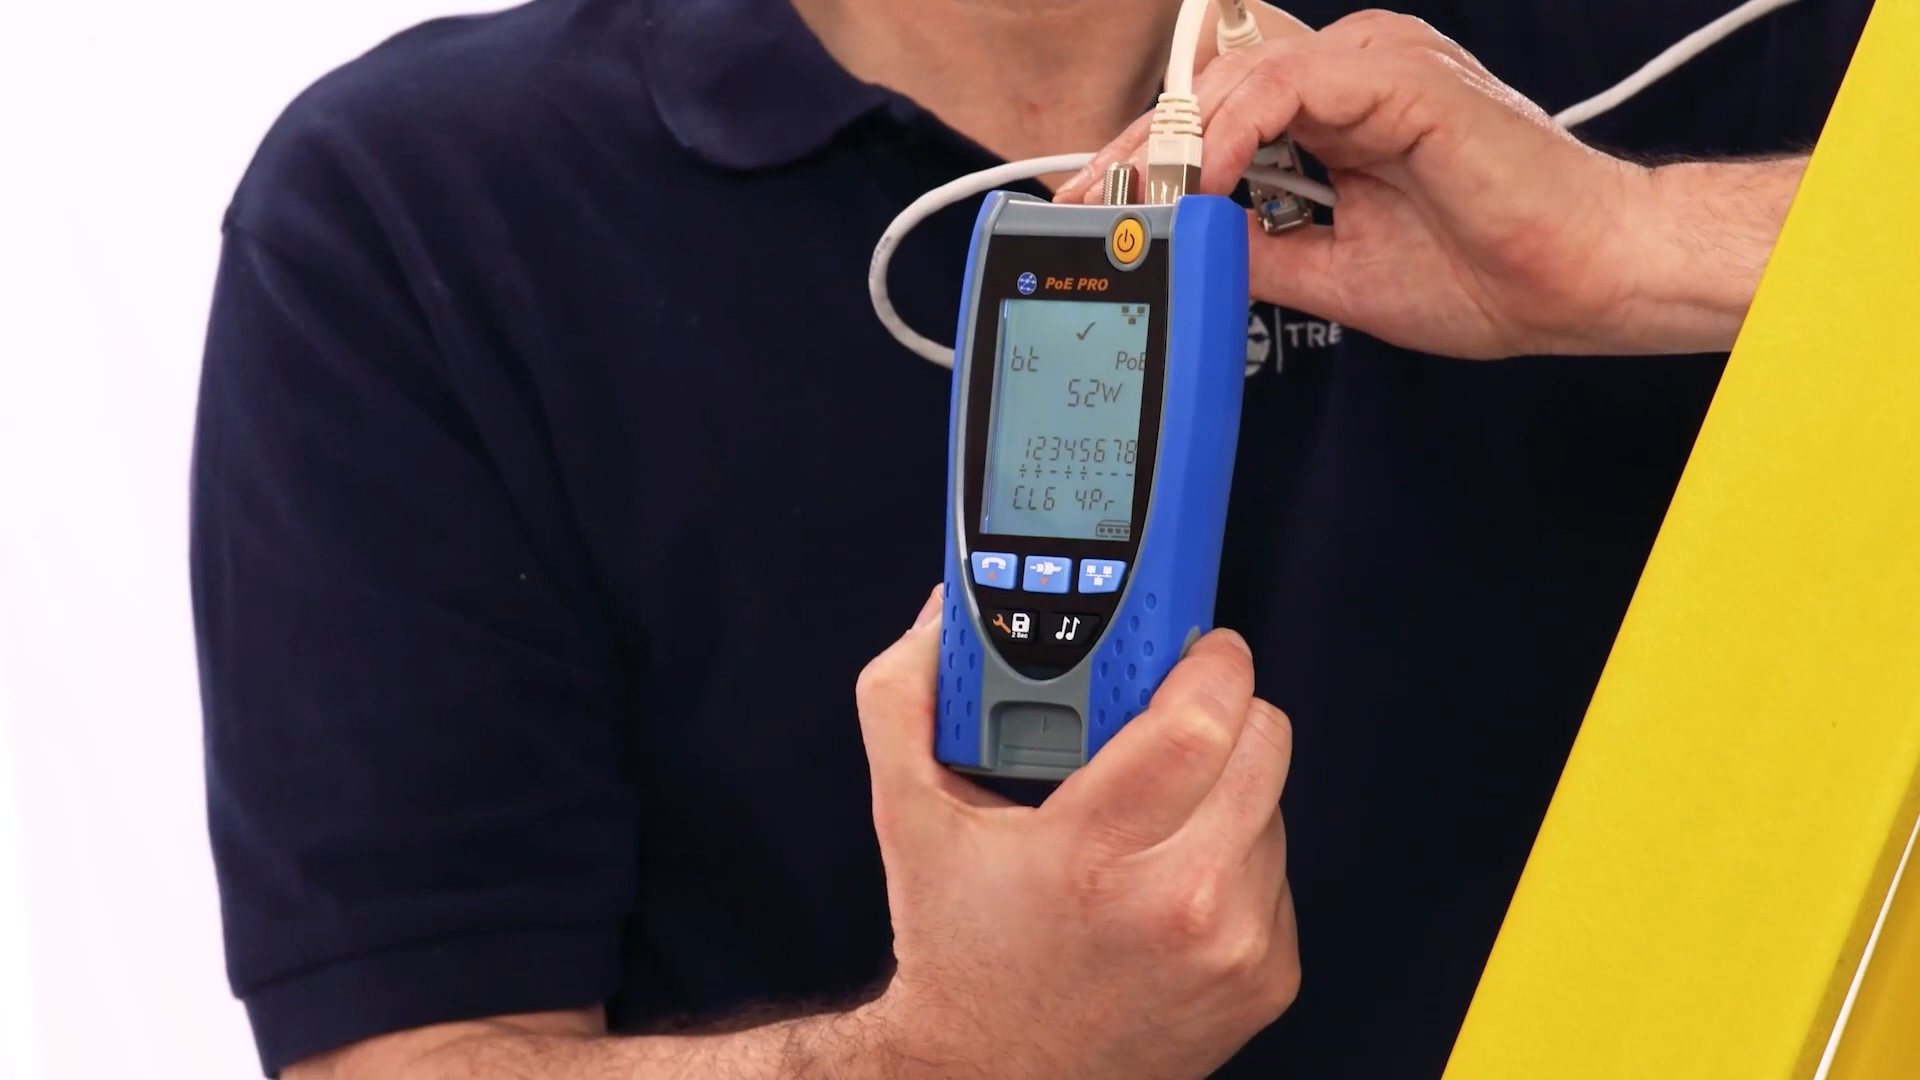 PoE PRO
✓
bt PoE
52W
12345678
++-++---
CL6 4Pr
2 Sec
TRE